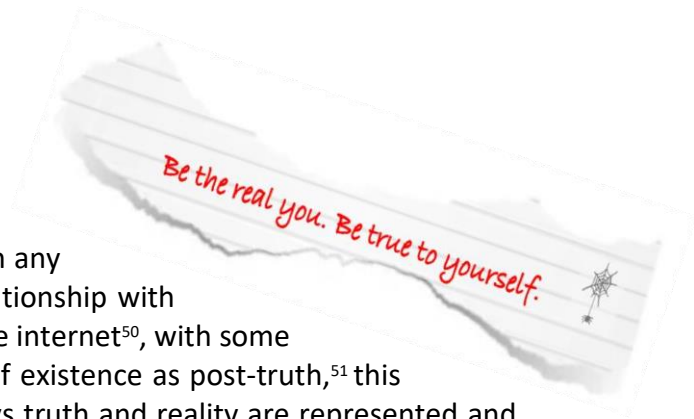 Be the real you. Be true to yourself.
any
tionship with
e internet⁵⁰, with some
f existence as post-truth,⁵¹ this
s truth and reality are represented and